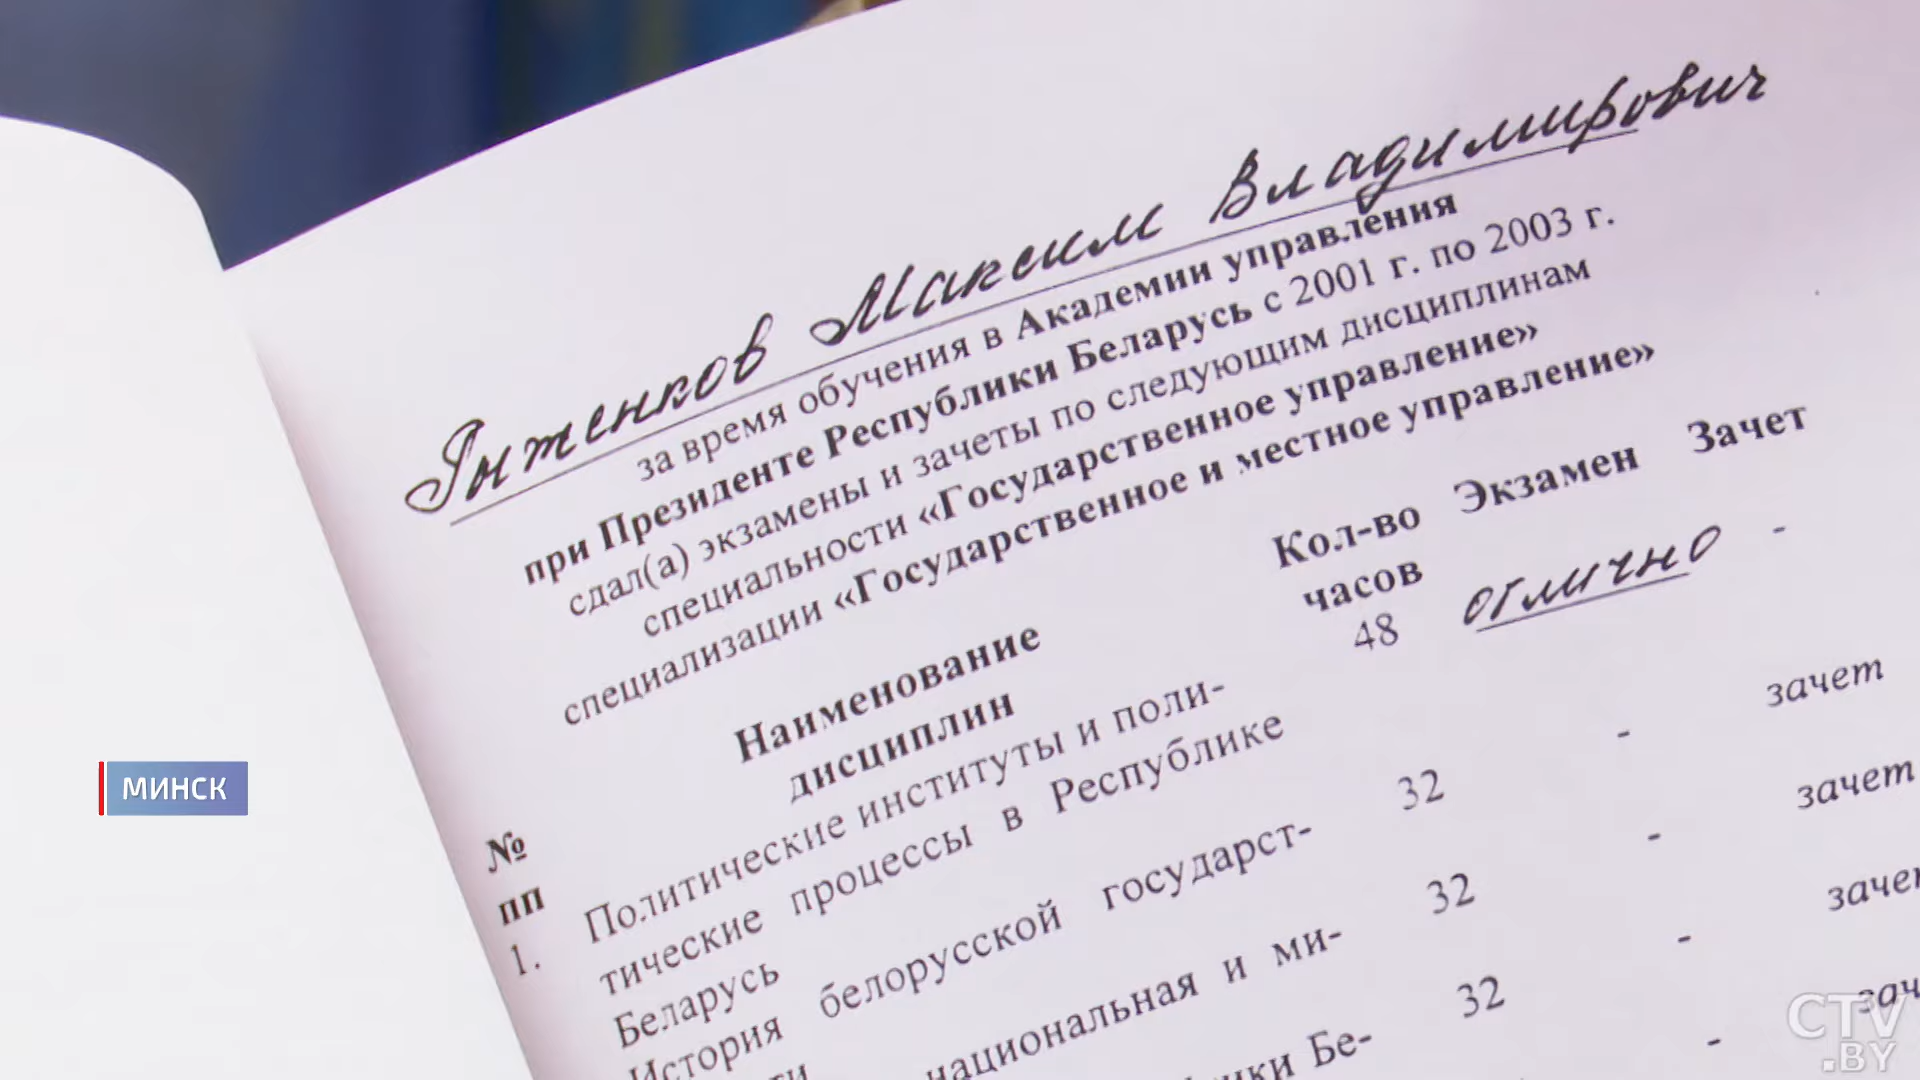 Рыженков Максим Владимирович
за время обучения в Академии управления
при Президенте Республики Беларусь с 2001 г. по 2003 г.
сдал(а) экзамены и зачеты по следующим дисциплинам
специальности «Государственное управление»
специализации «Государственное и местное управление»
№ пп Наименование дисциплин Кол-во часов Экзамен Зачет
1. Политические институты и поли- 48 отлично -
тические процессы в Республике
Беларусь
История белорусской государст- 32 - зачет
национальная и ми- 32 - зачет
32 -
МИНСК
CTV
.BY